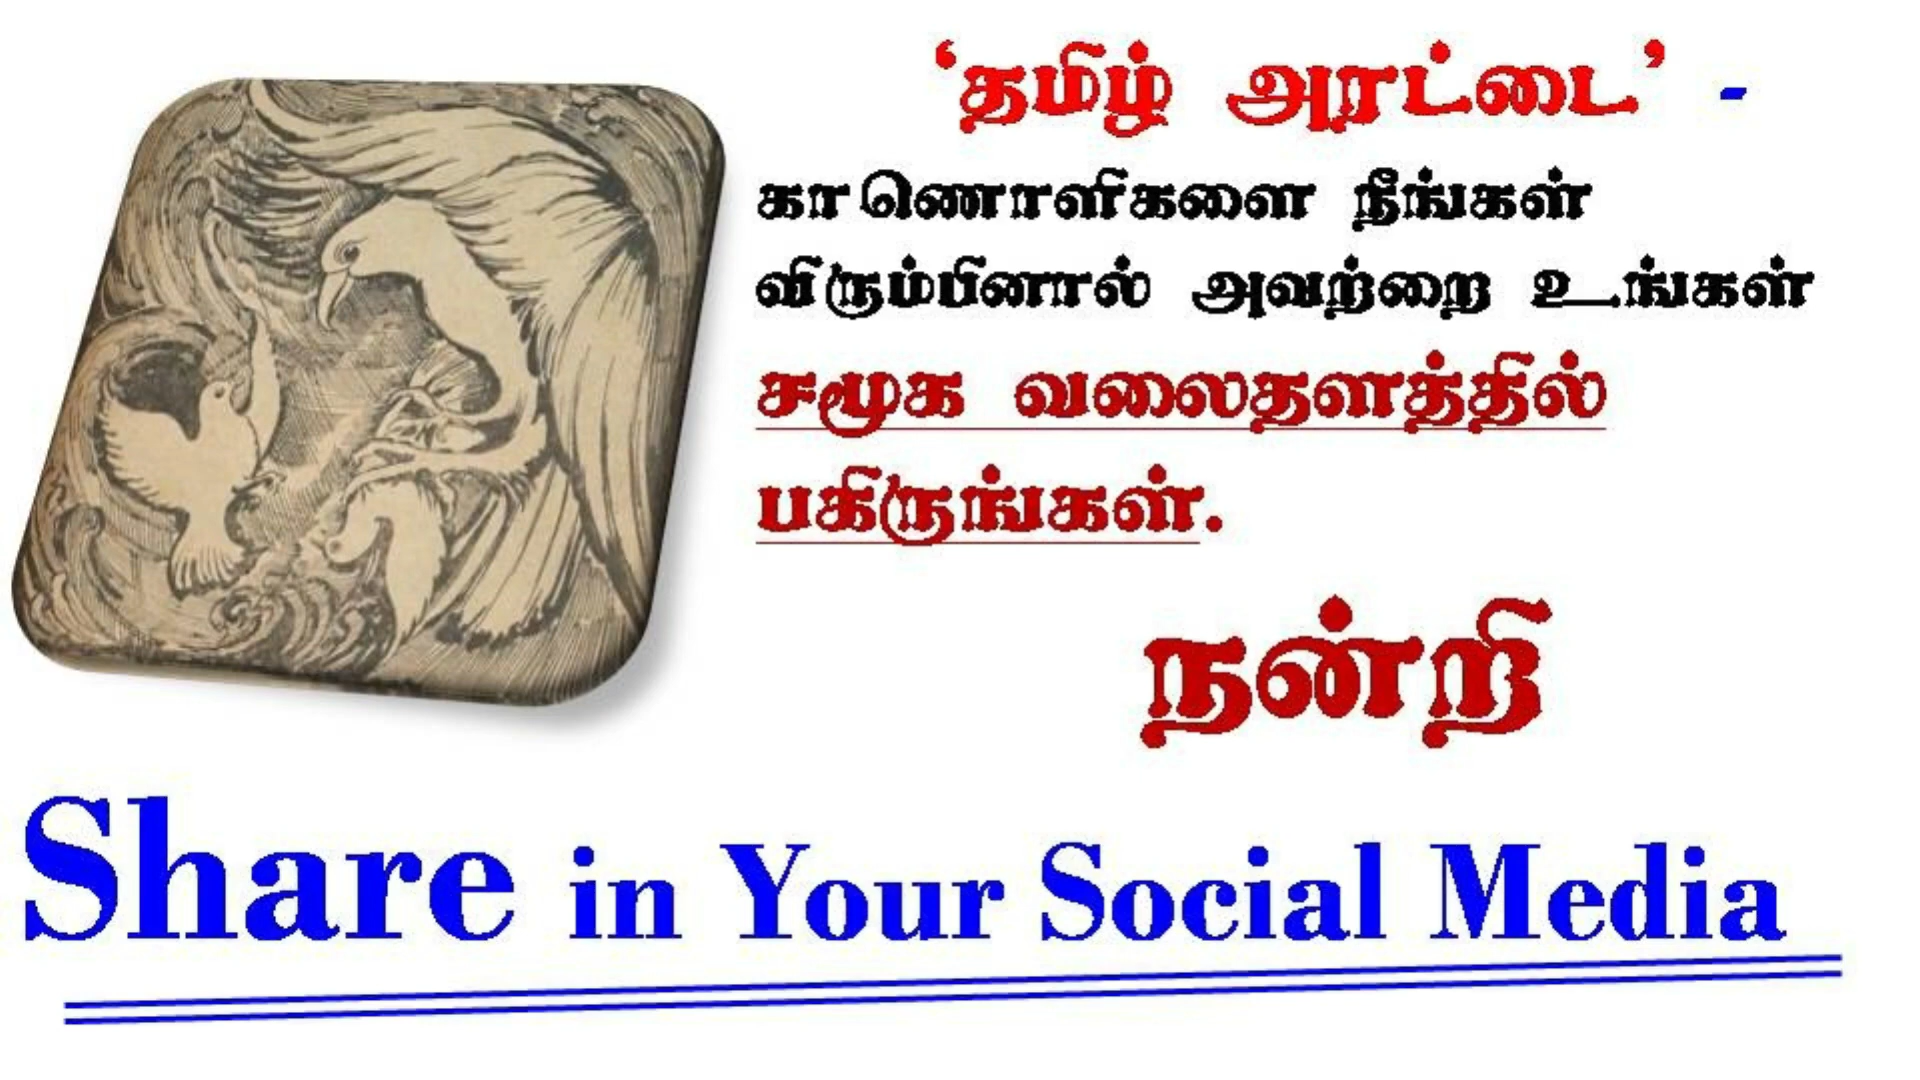 ‘தமிழ் அரட்டை’ -
காணொளிகளை நீங்கள்
விரும்பினால் அவற்றை உங்கள்
சமூக வலைதளத்தில்
பகிருங்கள்.
நன்றி
Share in Your Social Media